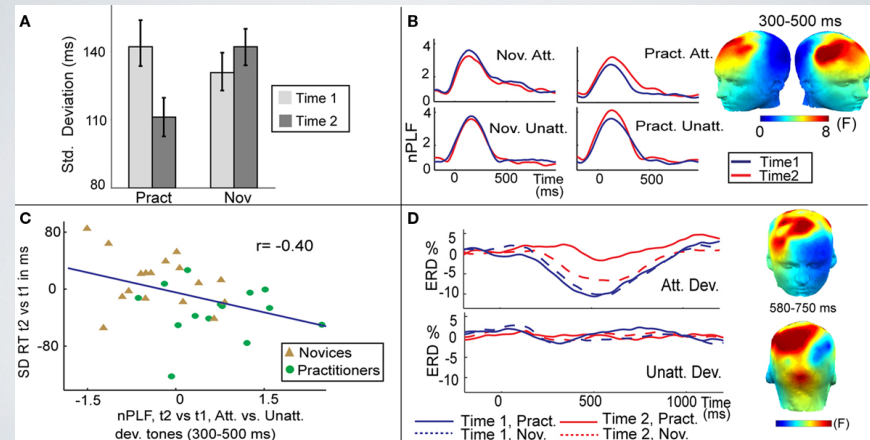 A
Std. Deviation (ms)
140
110
80
Pract
Nov
Time 1
Time 2
B
300-500 ms
4
2
0
Nov. Att.
Pract. Att.
4
2
0
Nov. Unatt.
Pract. Unatt.
nPLF
0
500
Time
(ms)
0
500
0
8
(F)
Time1
Time2
C
80
0
-80
SD RT t2 vs t1 in ms
r= -0.40
Novices
Practitioners
-1.5
0
1.5
nPLF, t2 vs t1, Att. vs. Unatt.
dev. tones (300-500 ms)
D
ERD %
5
0
-5
-10
Att. Dev.
580-750 ms
ERD %
5
0
-5
-10
Unatt. Dev.
0
500
1000
Time
(ms)
Time 1, Pract.
Time 2, Pract.
Time 1, Nov.
Time 2, Nov.
(F)